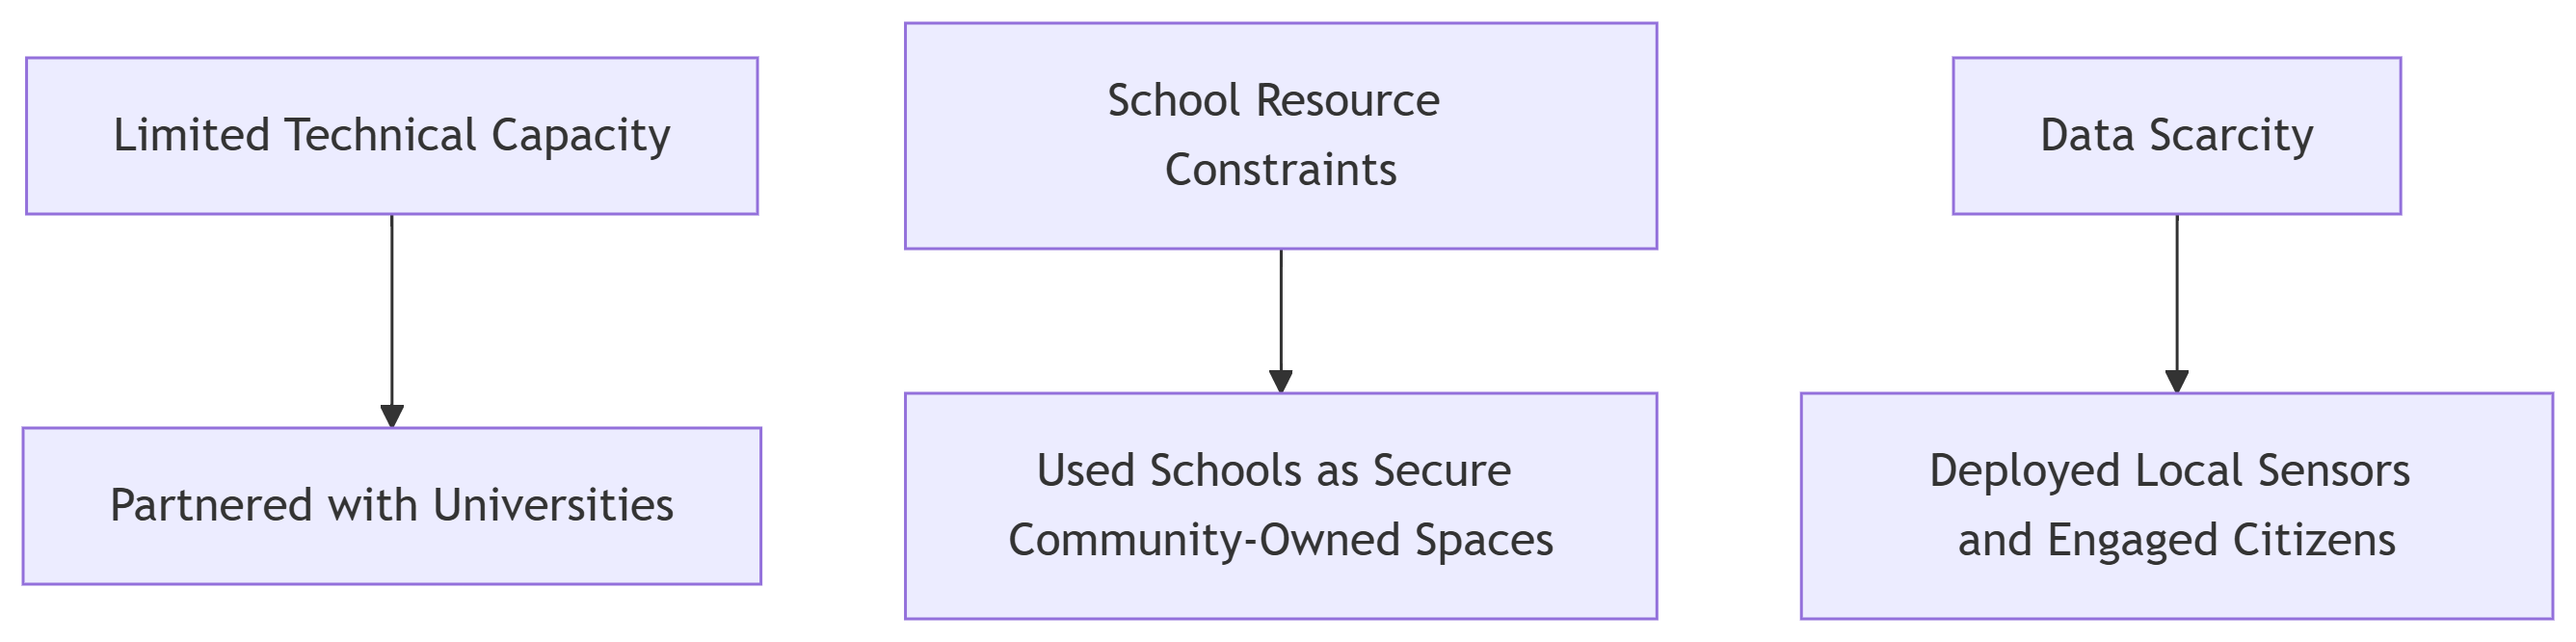 Limited Technical Capacity
School Resource
Constraints
Data Scarcity
Partnered with Universities
Used Schools as Secure
Community-Owned Spaces
Deployed Local Sensors
and Engaged Citizens